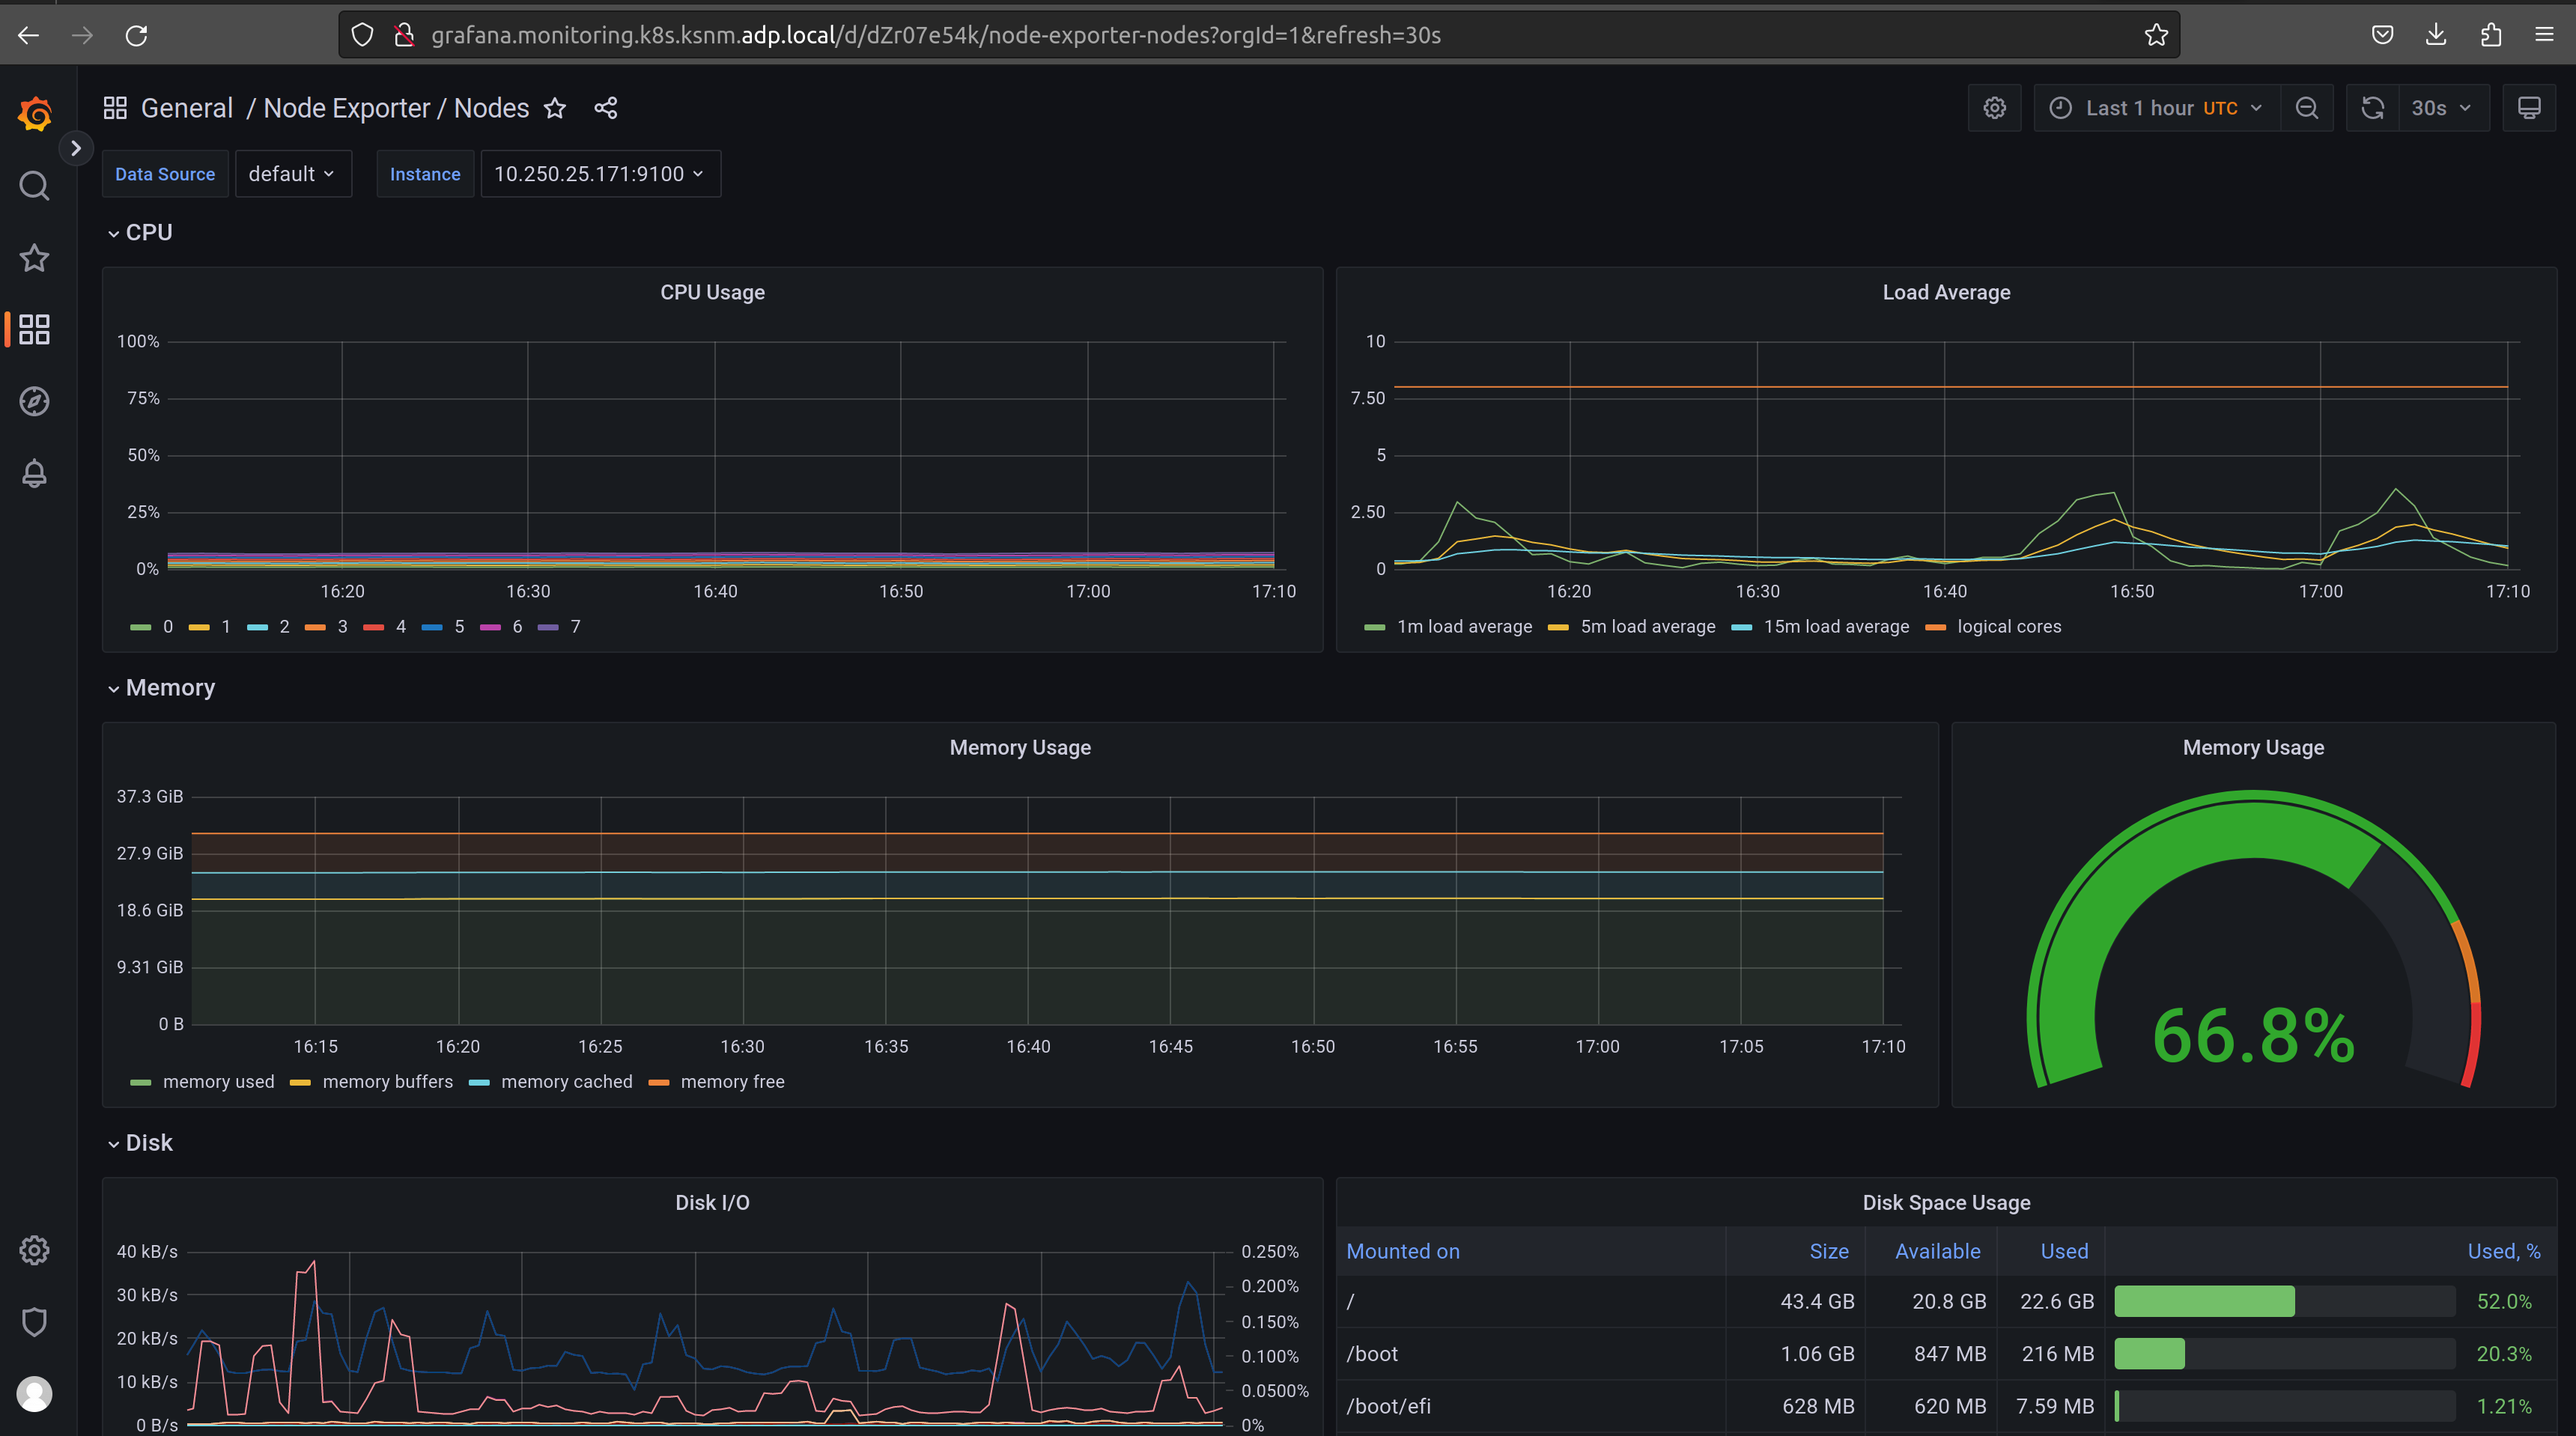 grafana.monitoring.k8s.ksnm.adp.local/d/dZr07e54k/node-exporter-nodes?orgId=1&refresh=30s
General / Node Exporter / Nodes
Last 1 hour UTC
30s
Data Source
default
Instance
10.250.25.171:9100
CPU
CPU Usage
100%
75%
50%
25%
0%
16:20 16:30 16:40 16:50 17:00 17:10
0 1 2 3 4 5 6 7
Load Average
10
7.50
5
2.50
0
16:20 16:30 16:40 16:50 17:00 17:10
1m load average 5m load average 15m load average logical cores
Memory
Memory Usage
37.3 GiB
27.9 GiB
18.6 GiB
9.31 GiB
0 B
16:15 16:20 16:25 16:30 16:35 16:40 16:45 16:50 16:55 17:00 17:05 17:10
memory used memory buffers memory cached memory free
Memory Usage
66.8%
Disk
Disk I/O
40 kB/s
30 kB/s
20 kB/s
10 kB/s
0 B/s
0.250%
0.200%
0.150%
0.100%
0.0500%
0%
Disk Space Usage
Mounted on Size Available Used Used, %
/ 43.4 GB 20.8 GB 22.6 GB 52.0%
/boot 1.06 GB 847 MB 216 MB 20.3%
/boot/efi 628 MB 620 MB 7.59 MB 1.21%